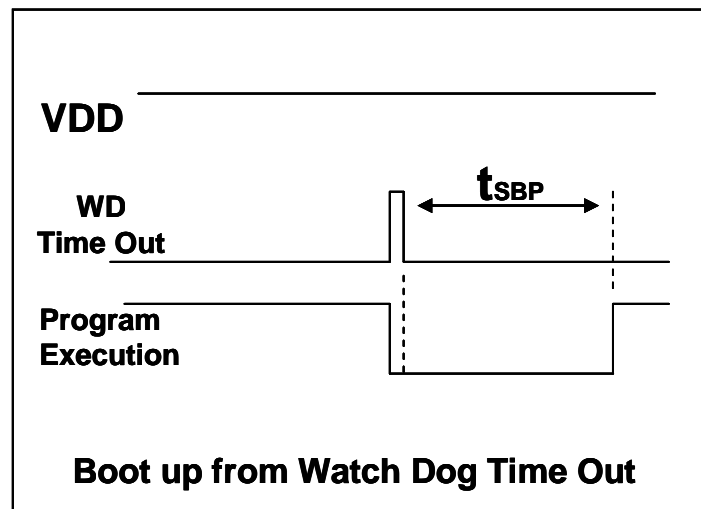 VDD
WD
Time Out
tSBP
Program
Execution
Boot up from Watch Dog Time Out